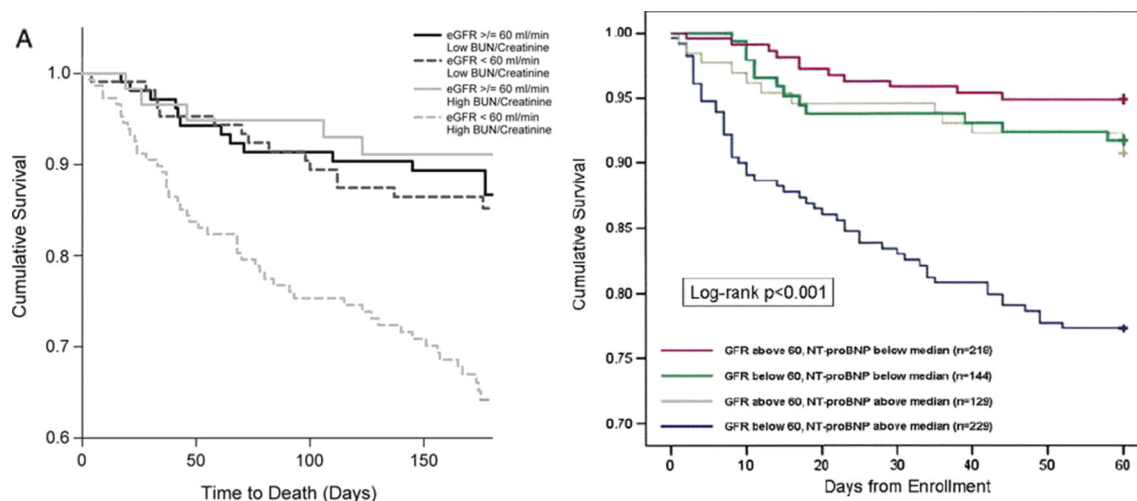 A
eGFR >/= 60 ml/min
Low BUN/Creatinine
eGFR < 60 ml/min
Low BUN/Creatinine
eGFR >/= 60 ml/min
High BUN/Creatinine
eGFR < 60 ml/min
High BUN/Creatinine
1.0
0.9
0.8
0.7
0.6
Cumulative Survival
0
50
100
150
Time to Death (Days)
1.00
0.95
0.90
0.85
0.80
0.75
0.70
Cumulative Survival
Log-rank p<0.001
GFR above 60, NT-proBNP below median (n=218)
GFR below 60, NT-proBNP below median (n=144)
GFR above 60, NT-proBNP above median (n=129)
GFR below 60, NT-proBNP above median (n=229)
0
10
20
30
40
50
60
Days from Enrollment